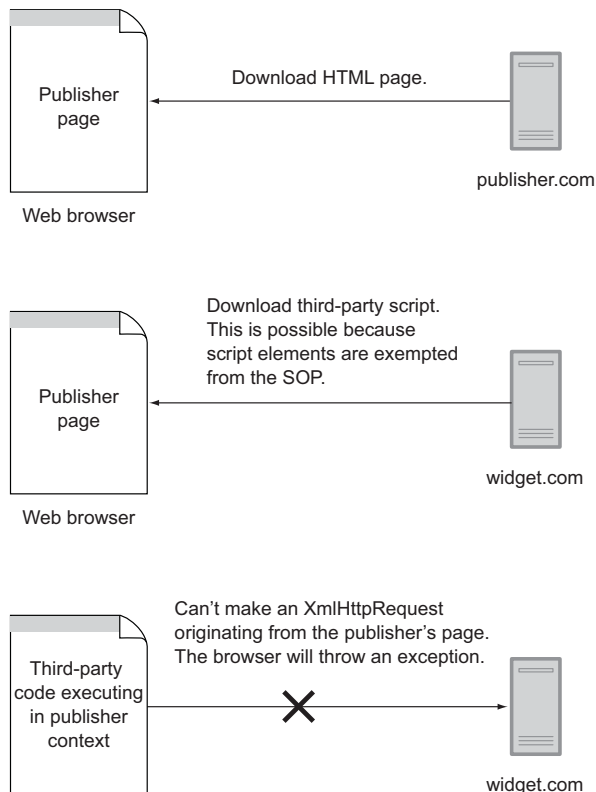 Publisher
page
Download HTML page.
publisher.com
Web browser
Download third-party script.
This is possible because
script elements are exempted
from the SOP.
Publisher
page
widget.com
Web browser
Can’t make an XmlHttpRequest
originating from the publisher’s page.
The browser will throw an exception.
Third-party
code executing
in publisher
context
widget.com